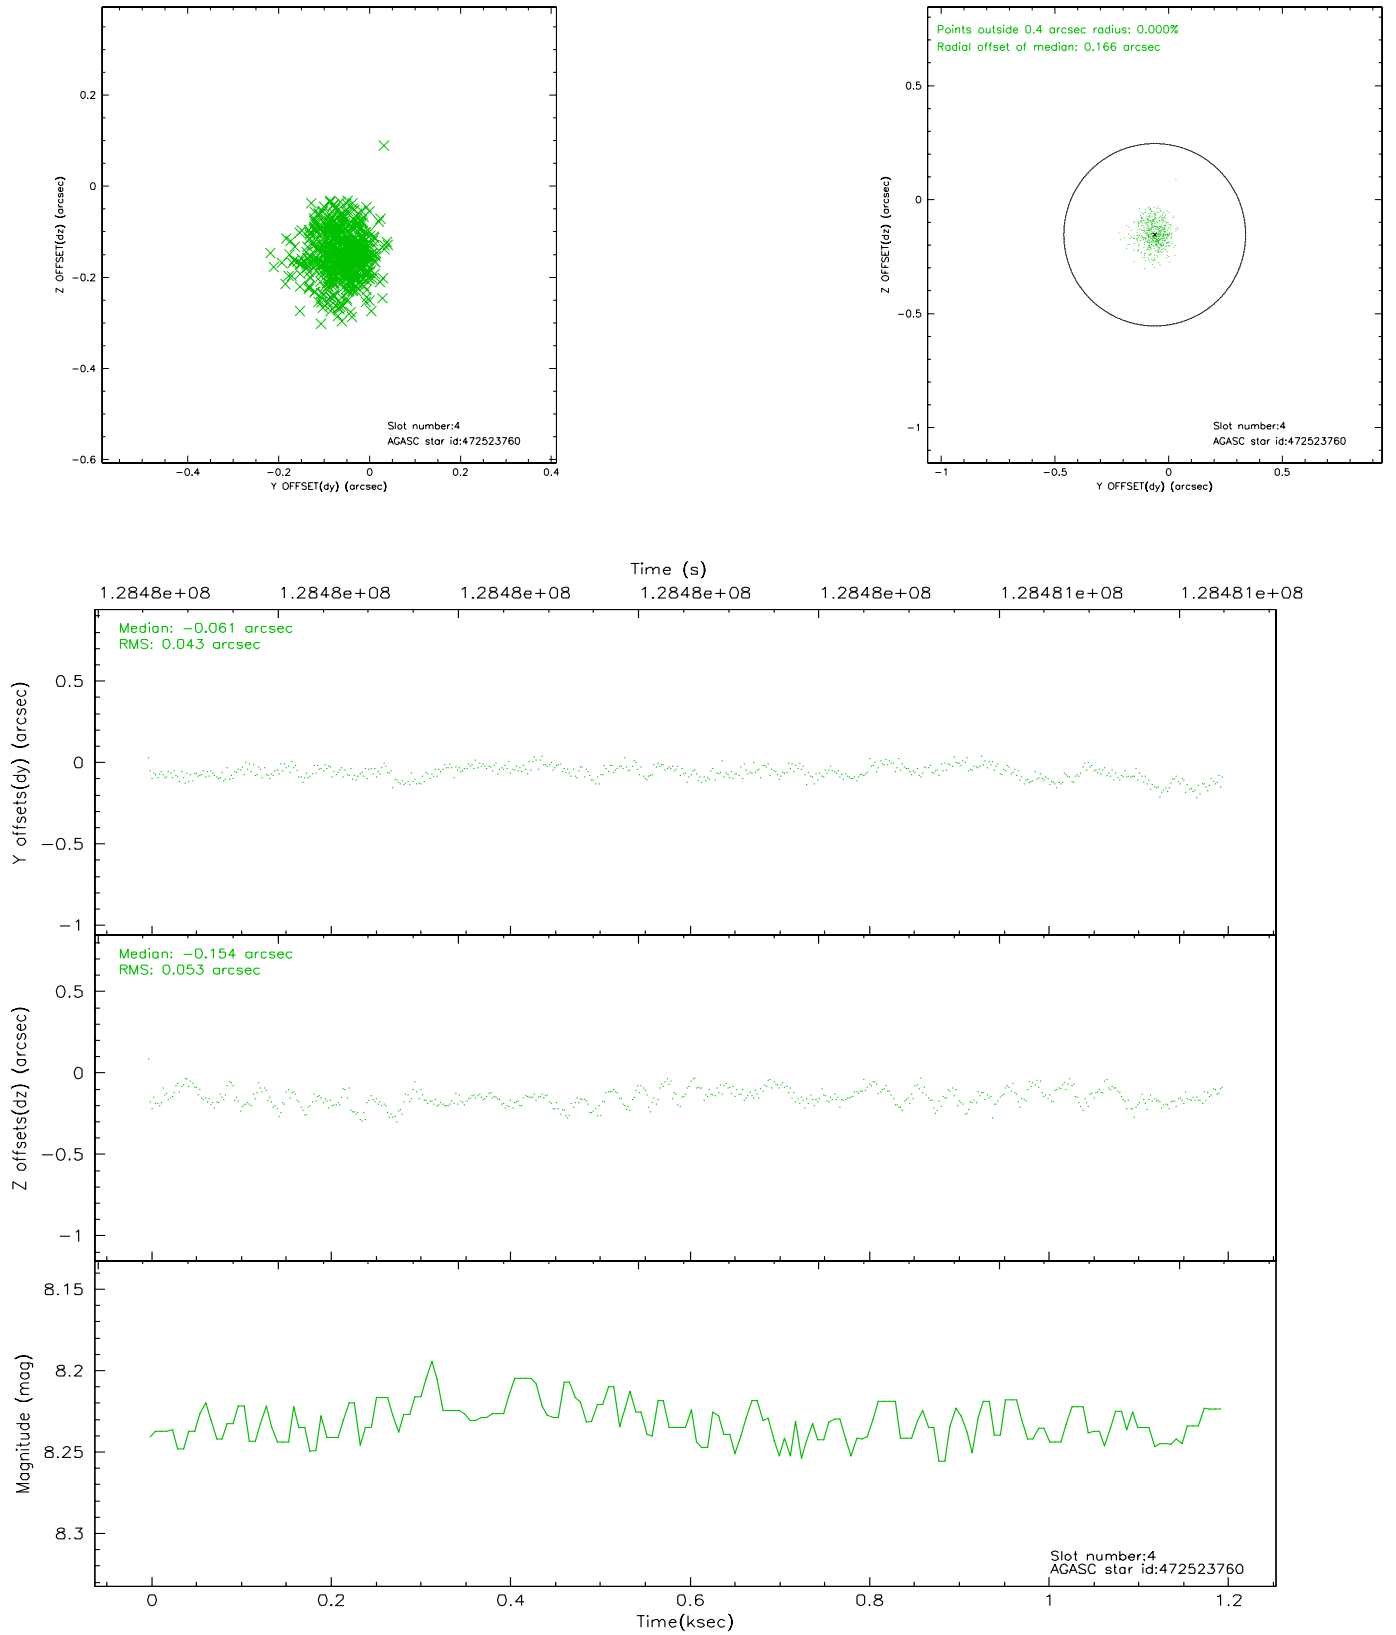 0.2
0
−0.2
−0.4
−0.6
Z OFFSET(dz) (arcsec)
Slot number:4
AGASC star id:472523760
−0.4
−0.2
0
0.2
0.4
Y OFFSET(dy) (arcsec)
Points outside 0.4 arcsec radius: 0.000%
Radial offset of median: 0.166 arcsec
0.5
0
−0.5
−1
Z OFFSET(dz) (arcsec)
Slot number:4
AGASC star id:472523760
−1
−0.5
0
0.5
Y OFFSET(dy) (arcsec)
Time (s)
1.2848e+08
1.2848e+08
1.2848e+08
1.2848e+08
1.2848e+08
1.28481e+08
1.28481e+08
Median: −0.061 arcsec
RMS: 0.043 arcsec
0.5
0
−0.5
−1
Y offsets(dy) (arcsec)
Median: −0.154 arcsec
RMS: 0.053 arcsec
0.5
0
−0.5
−1
Z offsets(dz) (arcsec)
8.15
8.2
8.25
8.3
Magnitude (mag)
Slot number:4
AGASC star id:472523760
0
0.2
0.4
0.6
0.8
1
1.2
Time(ksec)